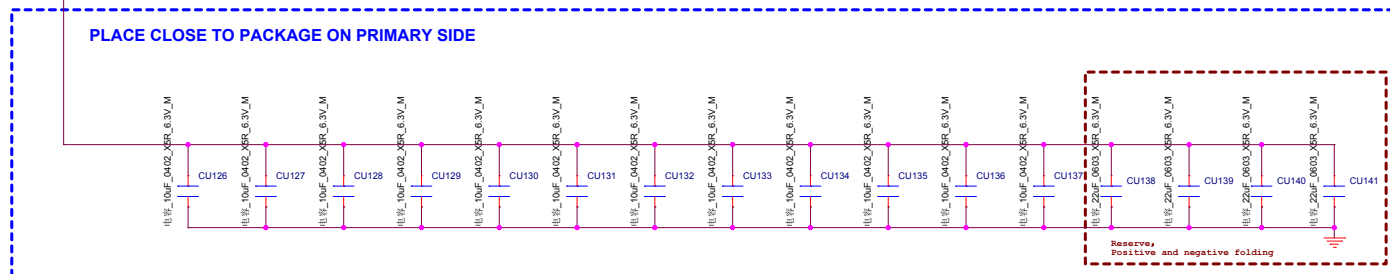 PLACE CLOSE TO PACKAGE ON PRIMARY SIDE
电容_10uF_0402_X5R_6.3V_M
CU126
电容_10uF_0402_X5R_6.3V_M
CU127
电容_10uF_0402_X5R_6.3V_M
CU128
电容_10uF_0402_X5R_6.3V_M
CU129
电容_10uF_0402_X5R_6.3V_M
CU130
电容_10uF_0402_X5R_6.3V_M
CU131
电容_10uF_0402_X5R_6.3V_M
CU132
电容_10uF_0402_X5R_6.3V_M
CU133
电容_10uF_0402_X5R_6.3V_M
CU134
电容_10uF_0402_X5R_6.3V_M
CU135
电容_10uF_0402_X5R_6.3V_M
CU136
电容_10uF_0402_X5R_6.3V_M
CU137
电容_22uF_0603_X5R_6.3V_M
CU138
电容_22uF_0603_X5R_6.3V_M
CU139
电容_22uF_0603_X5R_6.3V_M
CU140
电容_22uF_0603_X5R_6.3V_M
CU141
Reserve,
Positive and negative folding